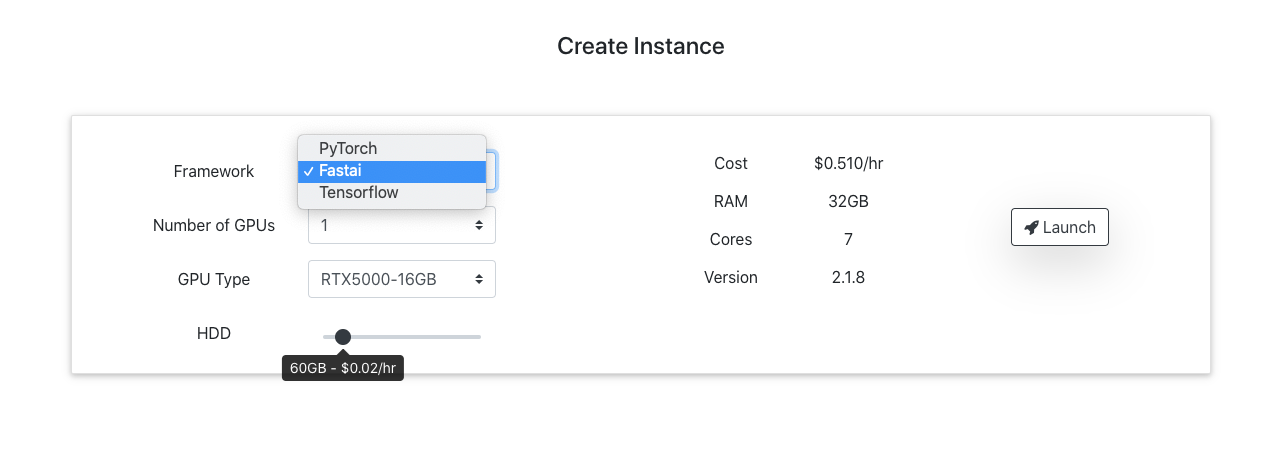 Create Instance
Framework
PyTorch
✓ Fastai
Tensorflow
Number of GPUs
1
GPU Type
RTX5000-16GB
HDD
60GB - $0.02/hr
Cost $0.510/hr
RAM 32GB
Cores 7
Version 2.1.8
Launch